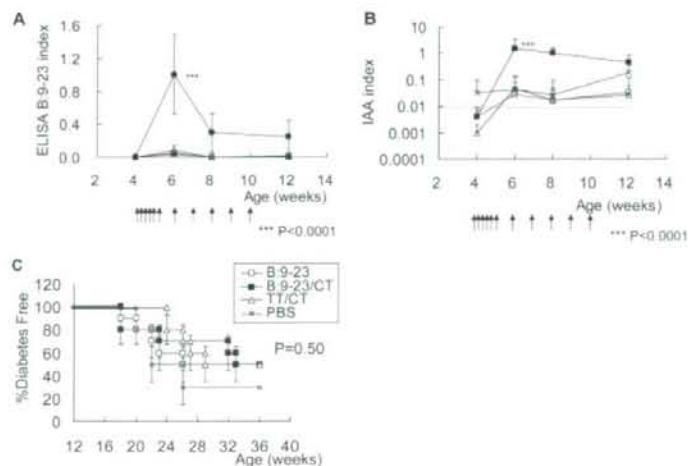 A
ELISA B:9-23 index
1.6
1.2
0.8
0.4
0.0
***
2 4 6 8 10 12 14
Age (weeks)
*** P<0.0001
B
IAA index
10
1
0.1
0.01
0.001
0.0001
***
2 4 6 8 10 12 14
Age (weeks)
*** P<0.0001
C
%Diabetes Free
120
100
80
60
40
20
0
B:9-23
B:9-23/CT
TT/CT
PBS
P=0.50
12 16 20 24 28 32 36 40
Age (weeks)